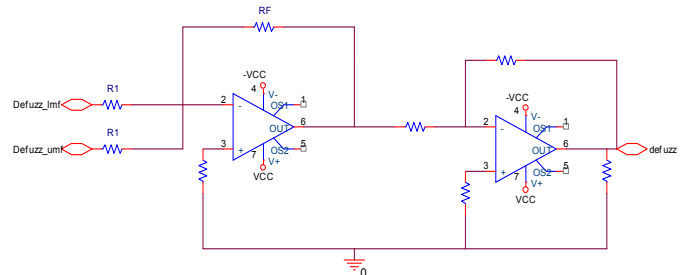 RF
R1
-VCC
Defuzz_lmf
4
V-
2
-
OS1
1
6
OUT
R1
Defuzz_umf
3
+
OS2
5
7
V+
VCC
-VCC
4
V-
2
-
OS1
1
6
OUT
defuzz
3
+
OS2
5
7
V+
VCC
0